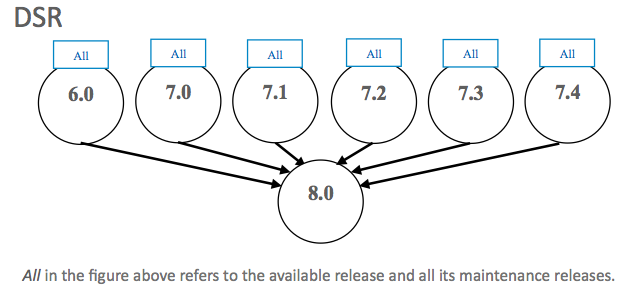 DSR
All All All All All All
6.0 7.0 7.1 7.2 7.3 7.4
8.0
All in the figure above refers to the available release and all its maintenance releases.